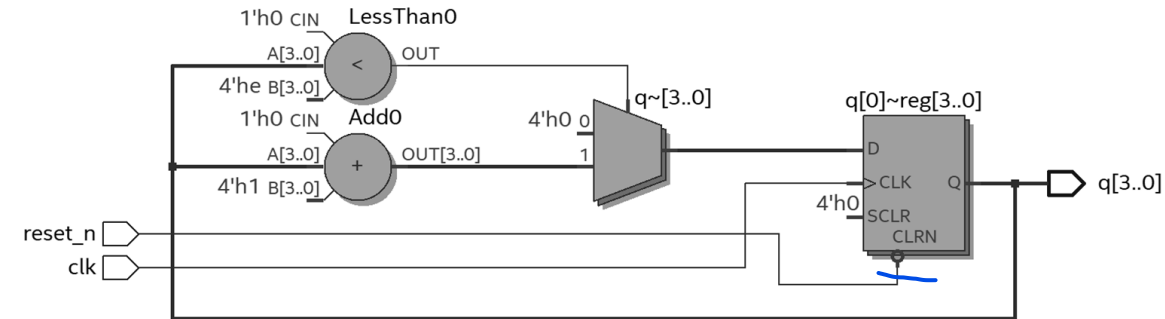 1'h0 CIN LessThan0
A[3..0] < OUT
4'he B[3..0]
q~[3..0]
q[0]~reg[3..0]
1'h0 CIN Add0
4'h0 0
A[3..0] + OUT[3..0] 1
D
4'h1 B[3..0]
CLK Q q[3..0]
4'h0 SCLR
reset_n
CLRN
clk